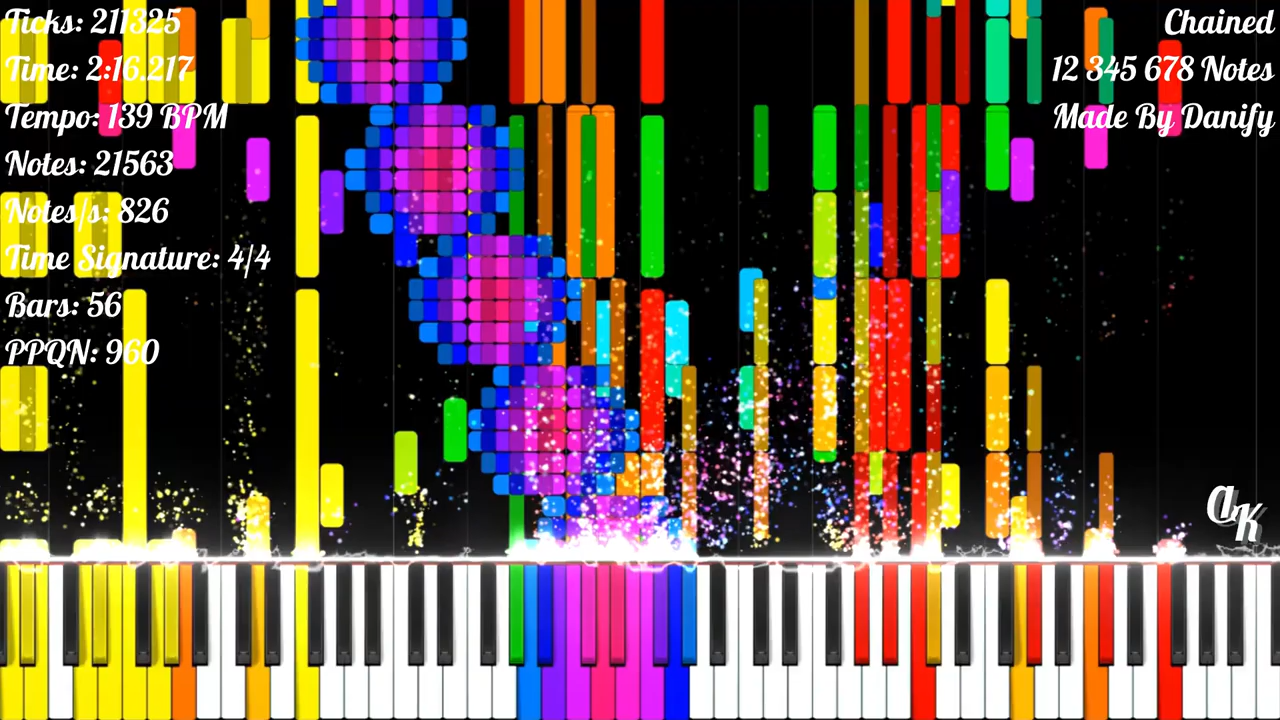 Ticks: 211325
Time: 2:16.217
Tempo: 139 BPM
Notes: 21563
Notes/s: 826
Time Signature: 4/4
Bars: 56
PPQN: 960
Chained
12 345 678 Notes
Made By Danify
aK